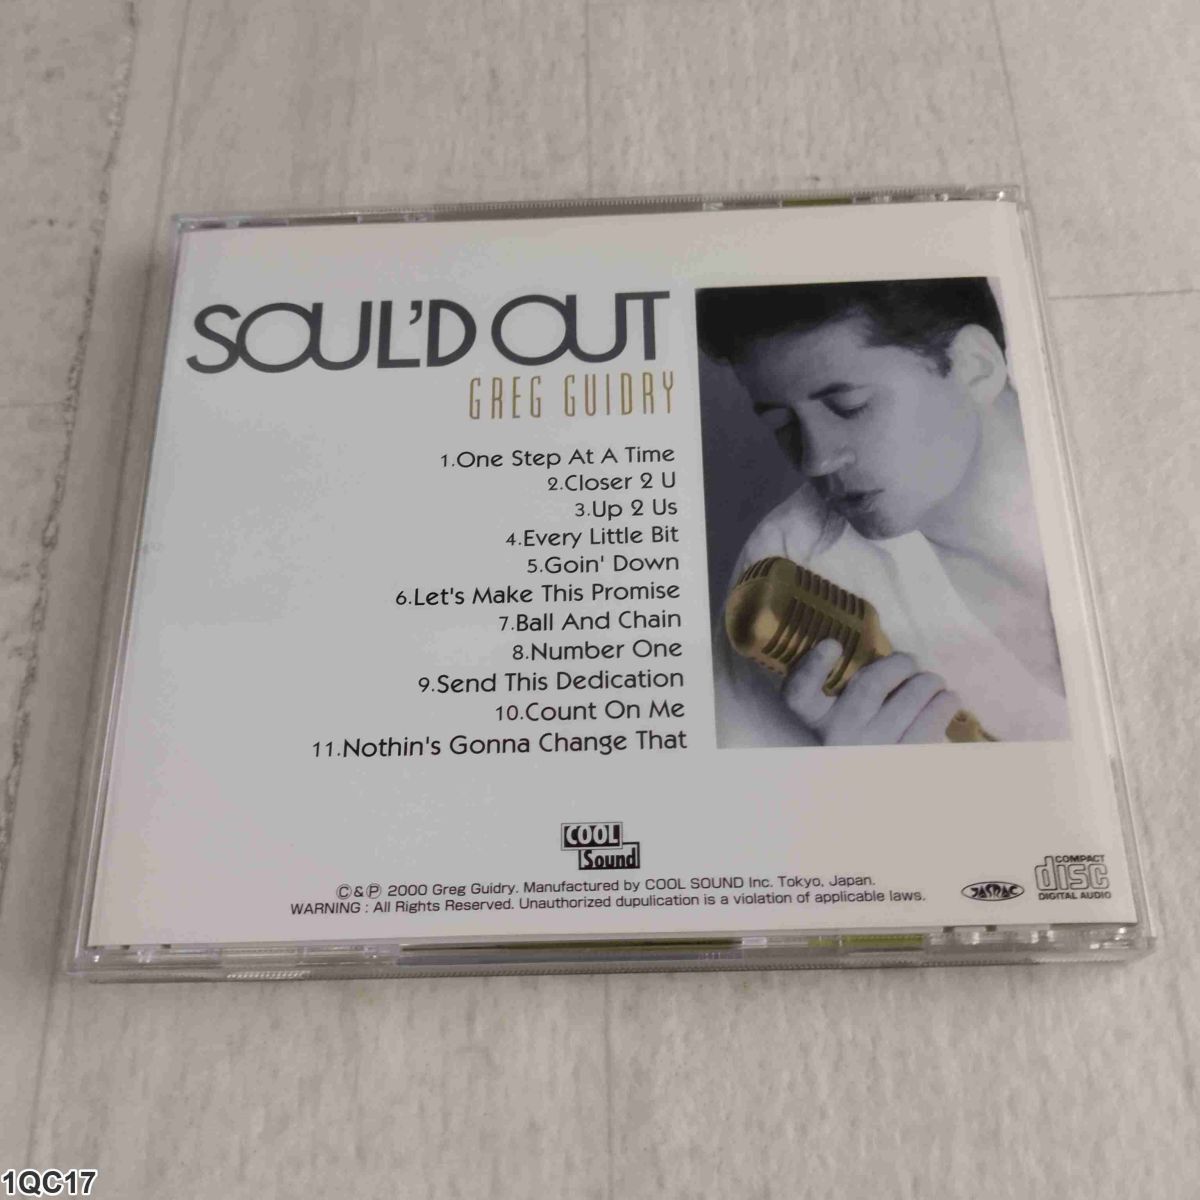 SOUL'D OUT
GREG GUIDRY
1.One Step At A Time
2.Closer 2 U
3.Up 2 Us
4.Every Little Bit
5.Goin' Down
6.Let's Make This Promise
7.Ball And Chain
8.Number One
9.Send This Dedication
10.Count On Me
11.Nothin's Gonna Change That
COOL
Sound
©&℗ 2000 Greg Guidry. Manufactured by COOL SOUND Inc. Tokyo, Japan.
WARNING : All Rights Reserved. Unauthorized dupulication is a violation of applicable laws.
JASRAC
COMPACT
disc
DIGITAL AUDIO
1QC17